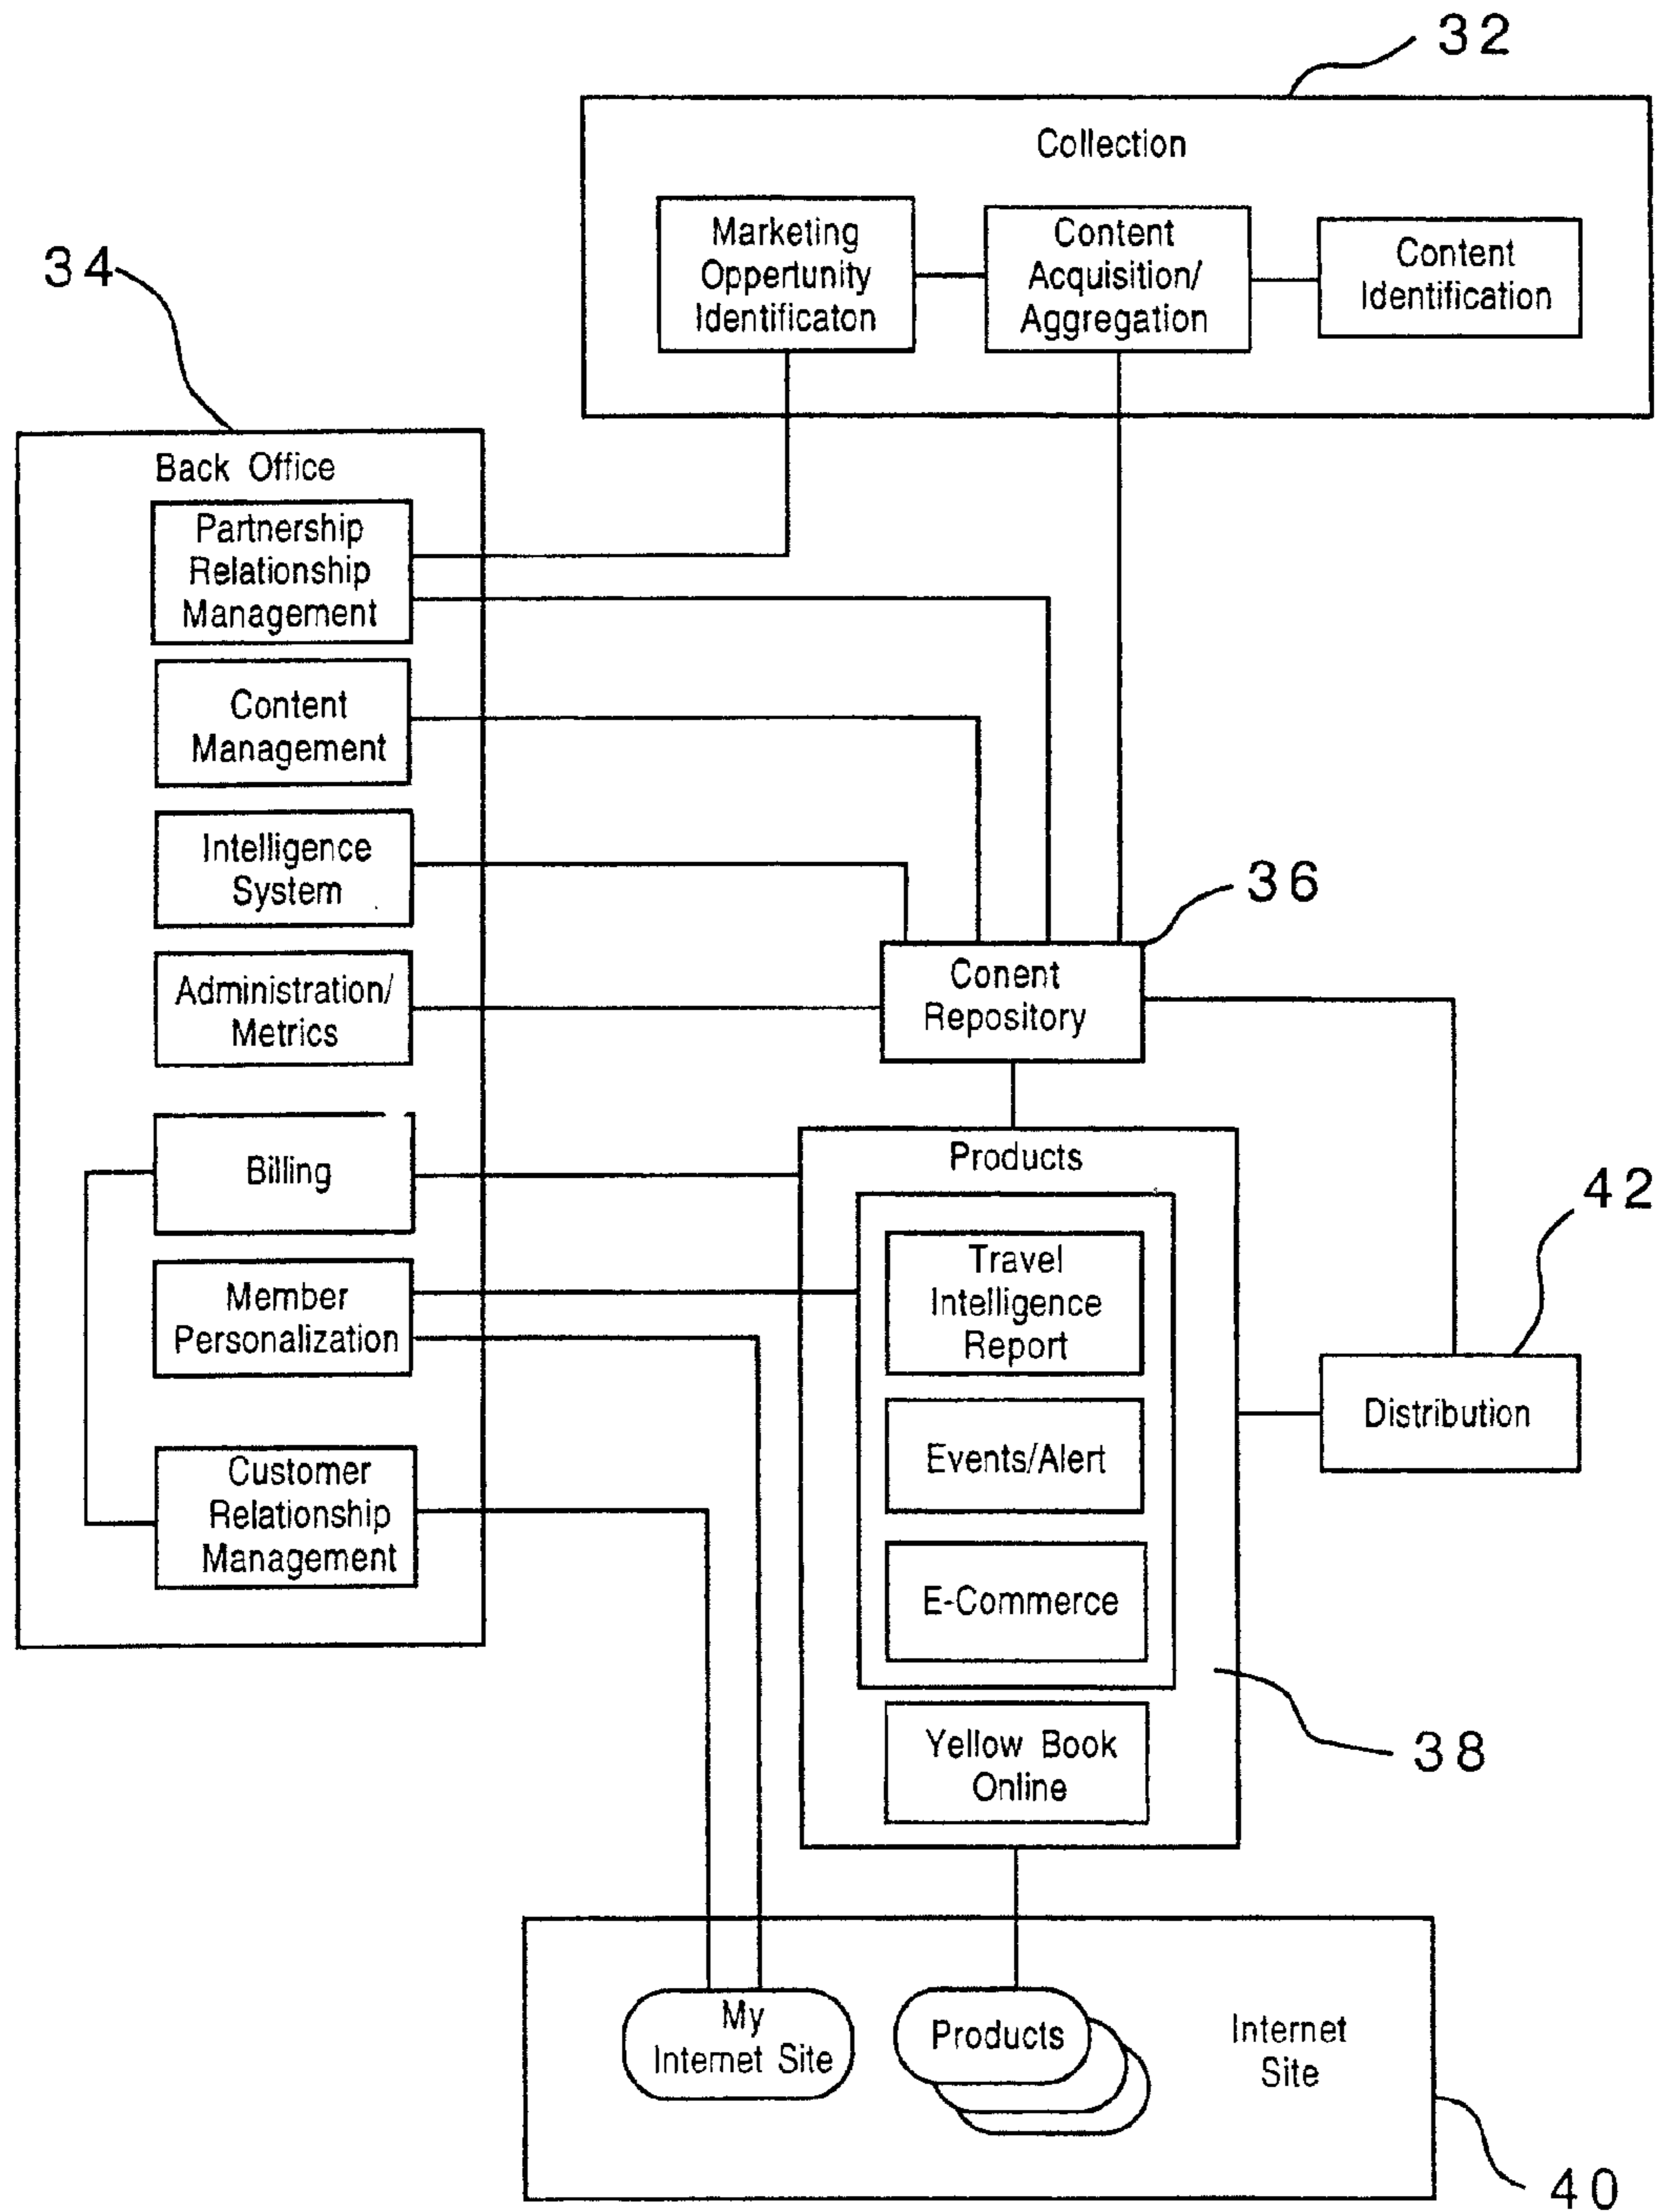 32
Collection
Marketing
Oppertunity
Identificaton
Content
Acquisition/
Aggregation
Content
Identification
34
Back Office
Partnership
Relationship
Management
Content
Management
Intelligence
System
Administration/
Metrics
Billing
Member
Personalization
Customer
Relationship
Management
36
Conent
Repository
Products
Travel
Intelligence
Report
Events/Alert
E-Commerce
Yellow Book
Online
38
42
Distribution
My
Internet Site
Products
Internet
Site
40